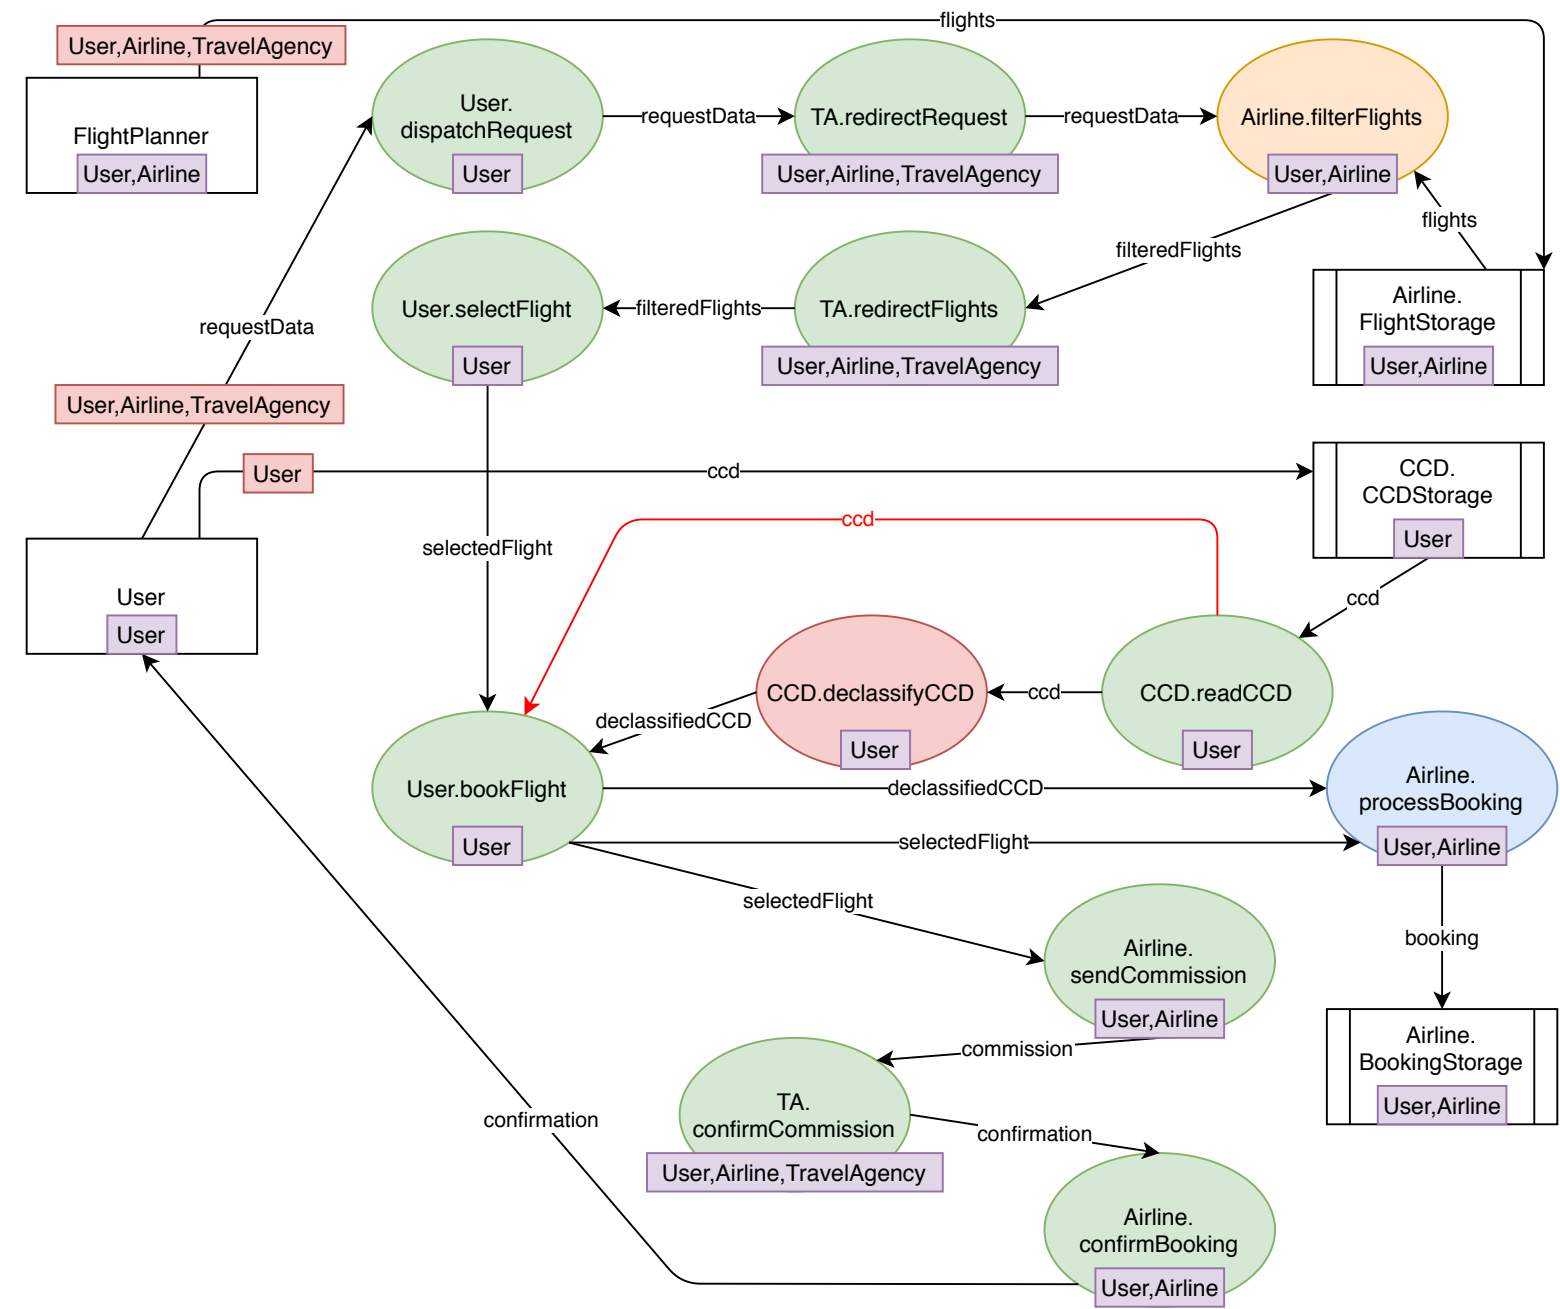 flights
User,Airline,TravelAgency
FlightPlanner
User,Airline
User.
dispatchRequest
User
requestData
TA.redirectRequest
User,Airline,TravelAgency
requestData
Airline.filterFlights
User,Airline
flights
filteredFlights
User.selectFlight
User
filteredFlights
TA.redirectFlights
User,Airline,TravelAgency
Airline.
FlightStorage
User,Airline
requestData
User,Airline,TravelAgency
User
ccd
CCD.
CCDStorage
User
ccd
selectedFlight
ccd
User
User
CCD.declassifyCCD
User
ccd
CCD.readCCD
User
declassifiedCCD
User.bookFlight
User
declassifiedCCD
Airline.
processBooking
User,Airline
selectedFlight
selectedFlight
Airline.
sendCommission
User,Airline
booking
Airline.
BookingStorage
User,Airline
commission
TA.
confirmCommission
User,Airline,TravelAgency
confirmation
confirmation
Airline.
confirmBooking
User,Airline